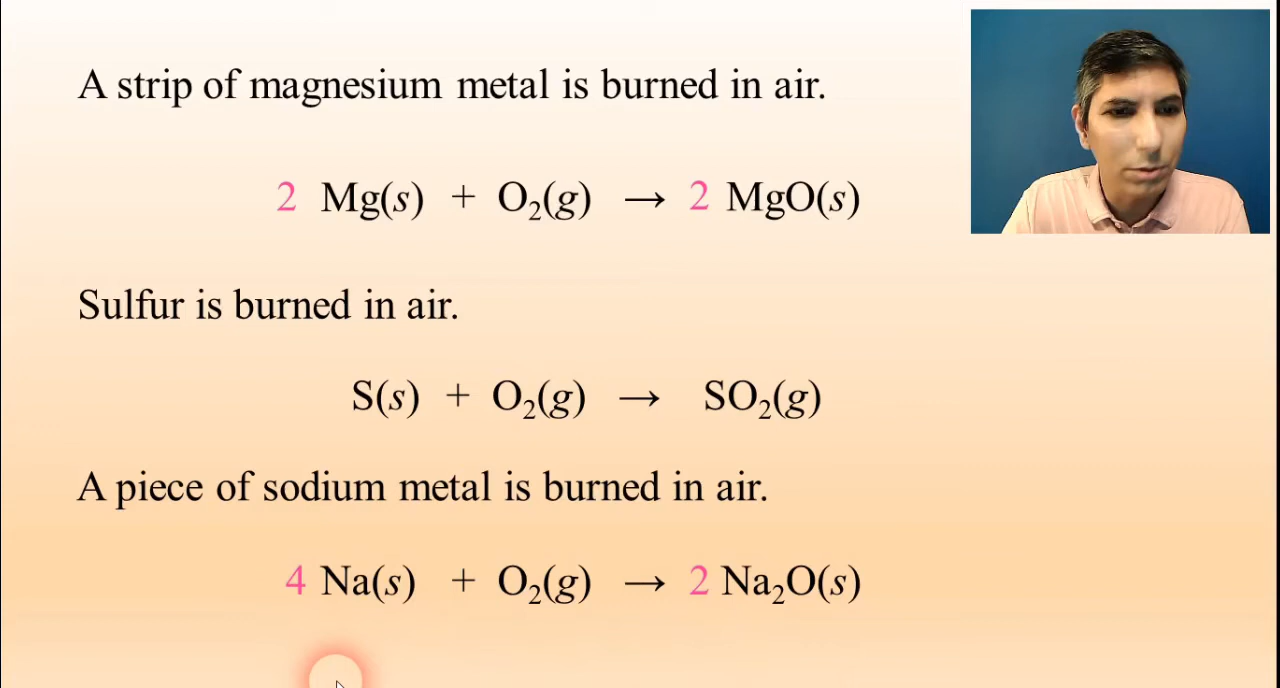 A strip of magnesium metal is burned in air.
2 Mg(s) + O₂(g) → 2 MgO(s)
Sulfur is burned in air.
S(s) + O₂(g) → SO₂(g)
A piece of sodium metal is burned in air.
4 Na(s) + O₂(g) → 2 Na₂O(s)